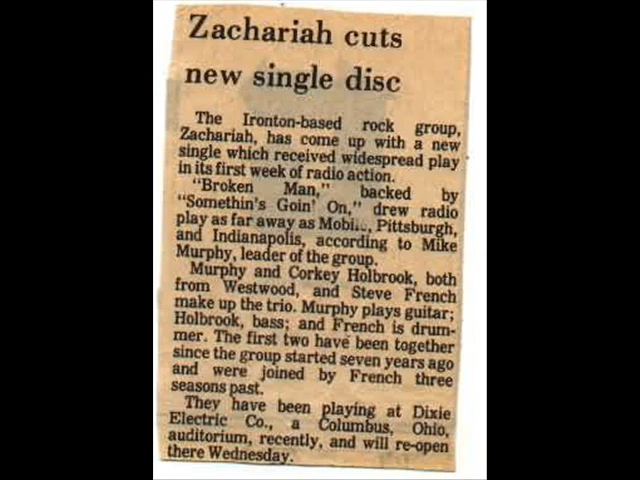 Zachariah cuts
new single disc
The Ironton-based rock group,
Zachariah, has come up with a new
single which received widespread play
in its first week of radio action.
"Broken Man," backed by
"Somethin's Goin' On," drew radio
play as far away as Mobile, Pittsburgh,
and Indianapolis, according to Mike
Murphy, leader of the group.
Murphy and Corkey Holbrook, both
from Westwood, and Steve French
make up the trio. Murphy plays guitar;
Holbrook, bass; and French is drum-
mer. The first two have been together
since the group started seven years ago
and were joined by French three
seasons past.
They have been playing at Dixie
Electric Co., a Columbus, Ohio,
auditorium, recently, and will re-open
there Wednesday.